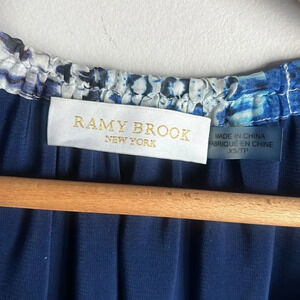 RAMY BROOK
NEW YORK
MADE IN CHINA
FABRIQUÉ EN CHINE
XS/TP